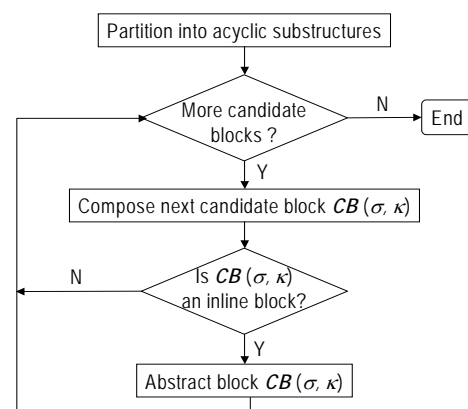 Partition into acyclic substructures
More candidate
blocks ?
N
End
Y
Compose next candidate block CB (σ, κ)
N
Is CB (σ, κ)
an inline block?
Y
Abstract block CB (σ, κ)